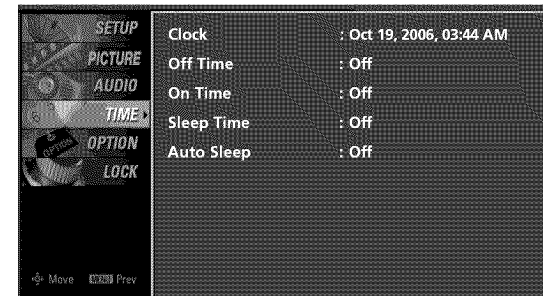 SETUP
PICTURE
AUDIO
TIME
OPTION
LOCK
Clock : Oct 19, 2006, 03:44 AM
Off Time : Off
On Time : Off
Sleep Time : Off
Auto Sleep : Off
OPTION
Move MENU Prev